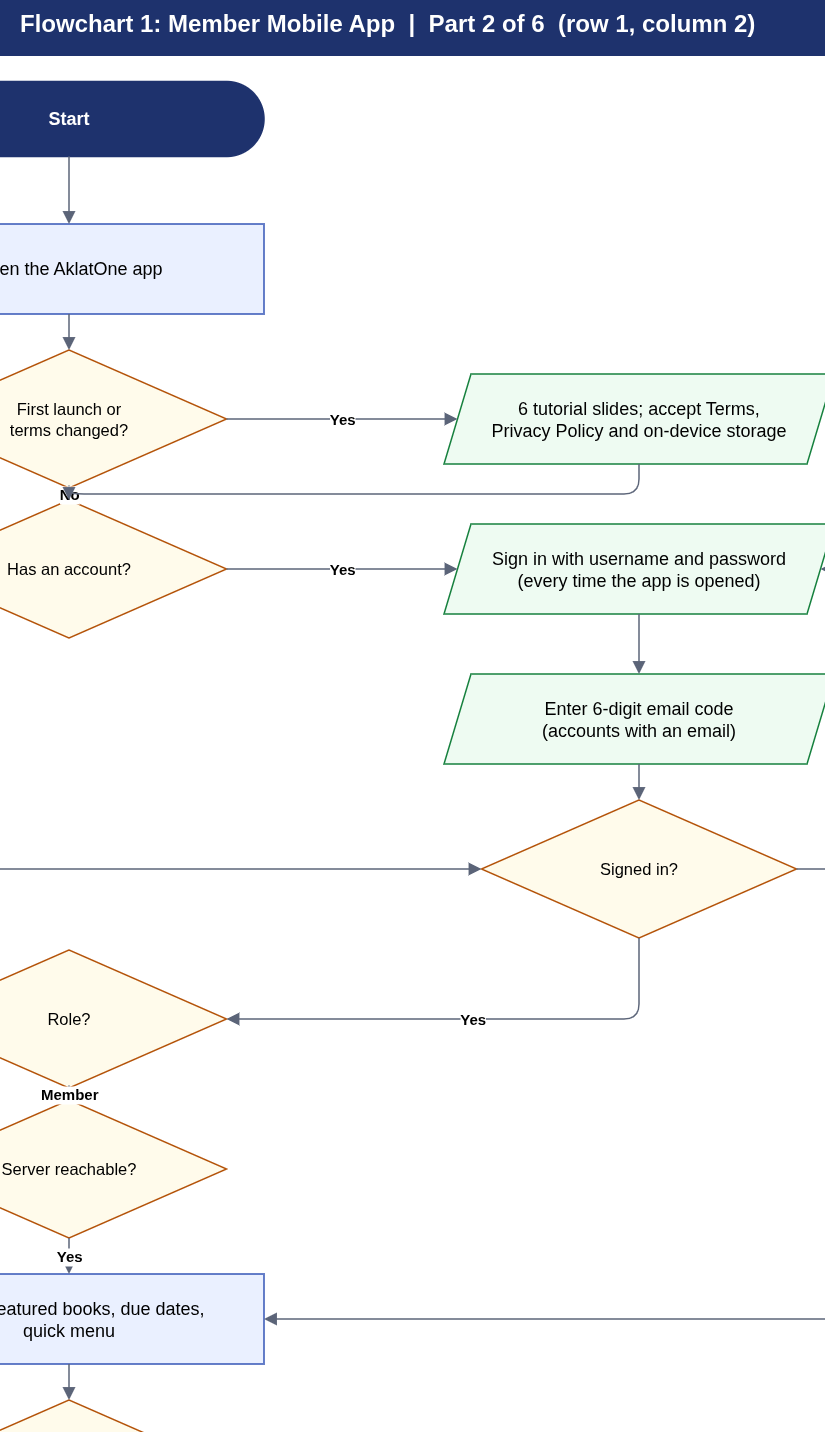 Flowchart 1: Member Mobile App | Part 2 of 6 (row 1, column 2)
Start
en the AklatOne app
First launch or
terms changed?
Yes
6 tutorial slides; accept Terms,
Privacy Policy and on-device storage
No
Has an account?
Yes
Sign in with username and password
(every time the app is opened)
Enter 6-digit email code
(accounts with an email)
Signed in?
Role?
Yes
Member
Server reachable?
Yes
eatured books, due dates,
quick menu